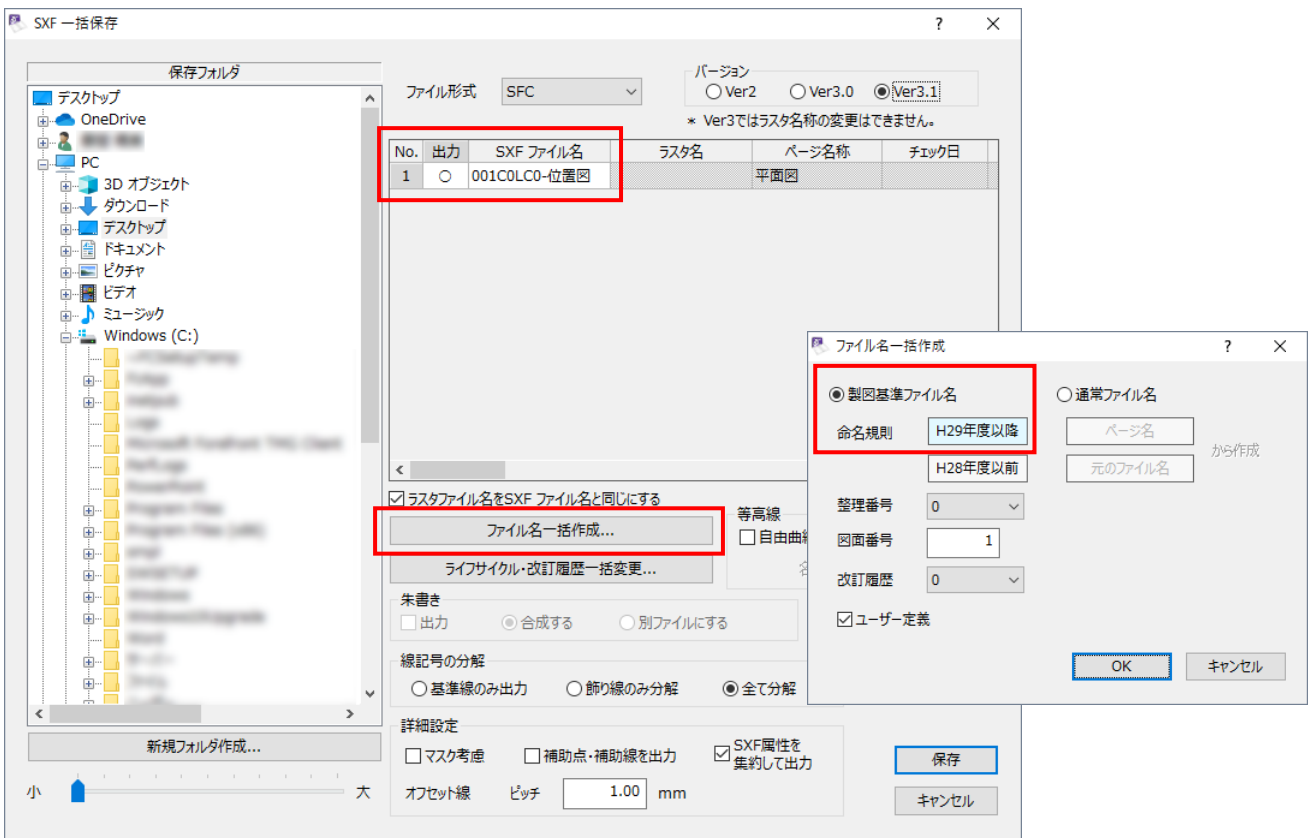 SXF 一括保存
保存フォルダ
デスクトップ
OneDrive
PC
3D オブジェクト
ダウンロード
デスクトップ
ドキュメント
ピクチャ
ビデオ
ミュージック
Windows (C:)
Logs
PerfLogs
Program Files
Program Files (x86)
Windows
Word
新規フォルダ作成...
小
大
ファイル形式 SFC
バージョン
Ver2 Ver3.0 Ver3.1
* Ver3ではラスタ名称の変更はできません。
No. 出力 SXF ファイル名 ラスタ名 ページ名称 チェック日
1 ○ 001C0LC0-位置図 平面図
ラスタファイル名をSXF ファイル名と同じにする
ファイル名一括作成...
ライフサイクル・改訂履歴一括変更...
等高線
自由曲
朱書き
出力 合成する 別ファイルにする
線記号の分解
基準線のみ出力 飾り線のみ分解 全て分解
詳細設定
マスク考慮 補助点・補助線を出力 SXF属性を
集約して出力
オフセット線 ピッチ 1.00 mm
保存
キャンセル
ファイル名一括作成
製図基準ファイル名
通常ファイル名
命名規則 H29年度以降
H28年度以前
ページ名
元のファイル名
から作成
整理番号 0
図面番号 1
改訂履歴 0
ユーザー定義
OK キャンセル